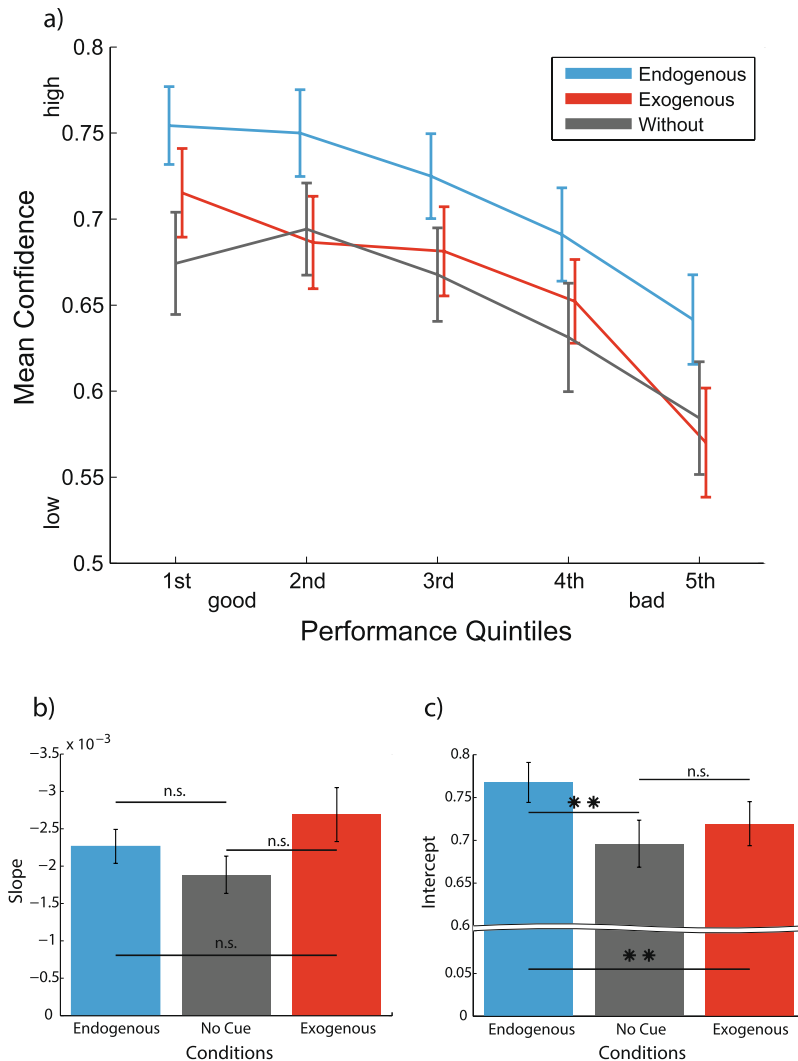 a)
0.8
high
0.75
0.7
0.65
0.6
0.55
low
0.5
Mean Confidence
Endogenous
Exogenous
Without
1st 2nd 3rd 4th 5th
good bad
Performance Quintiles
b)
× 10⁻³
−3.5
−3
−2.5
−2
−1.5
−1
−0.5
0
Slope
n.s.
n.s.
n.s.
Endogenous No Cue Exogenous
Conditions
c)
0.8
0.75
0.7
0.65
0.6
0.05
0
Intercept
n.s.
＊＊
＊＊
Endogenous No Cue Exogenous
Conditions